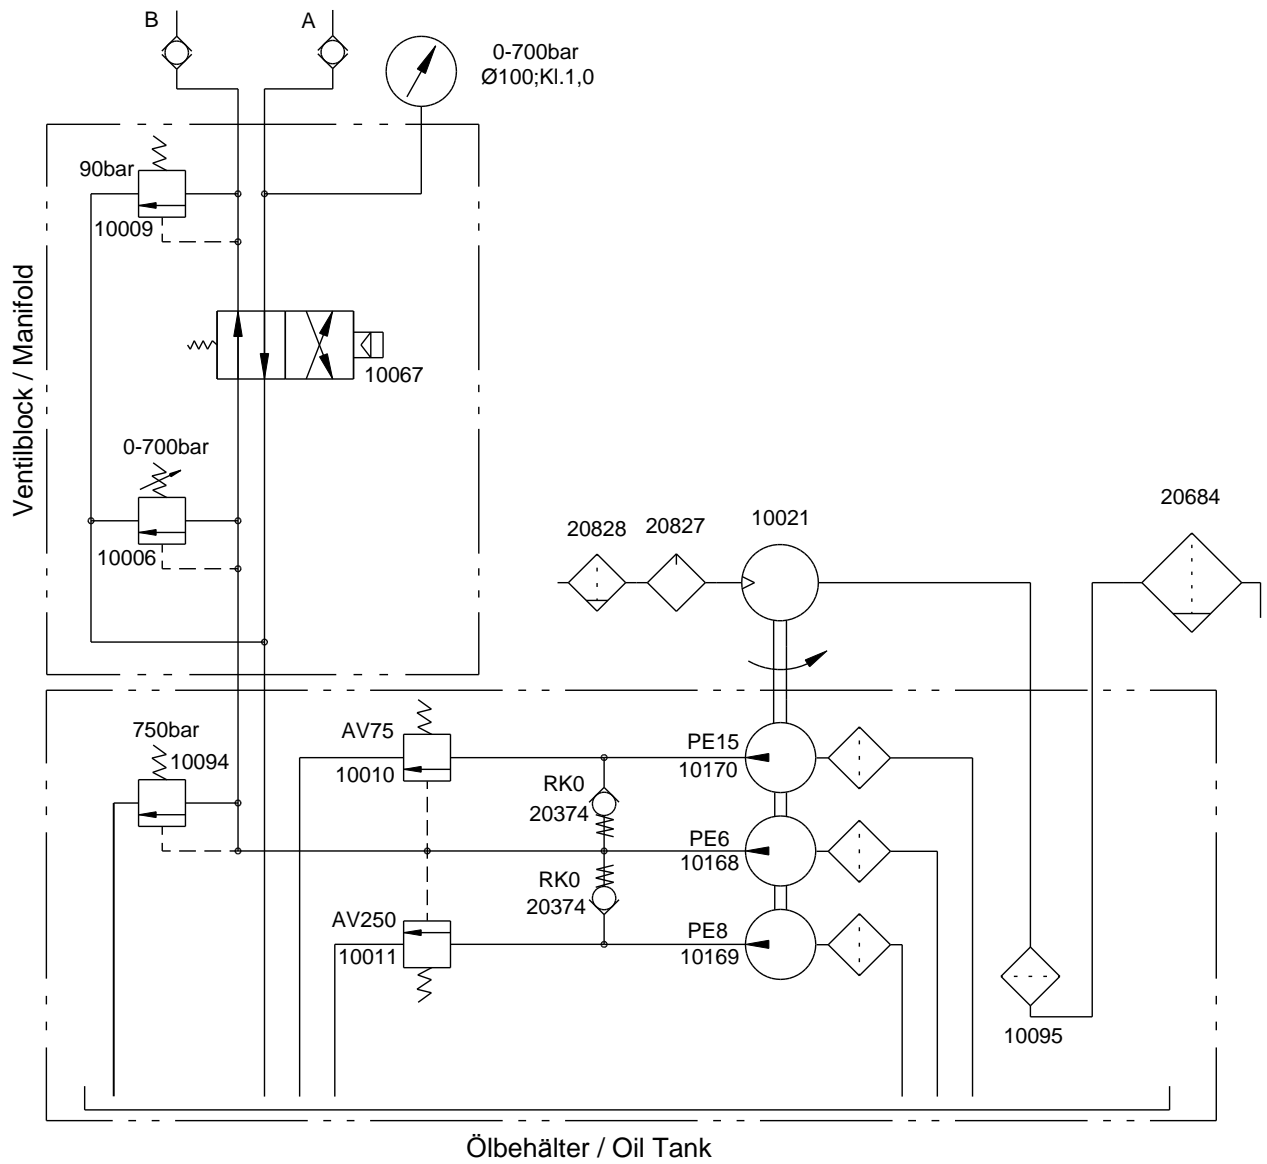 B
A
0-700bar
Ø100;Kl.1,0
90bar
10009
Ventilblock / Manifold
10067
0-700bar
10006
20828
20827
10021
20684
750bar
10094
AV75
10010
PE15
10170
RK0
20374
PE6
10168
RK0
20374
AV250
10011
PE8
10169
10095
Ölbehälter / Oil Tank